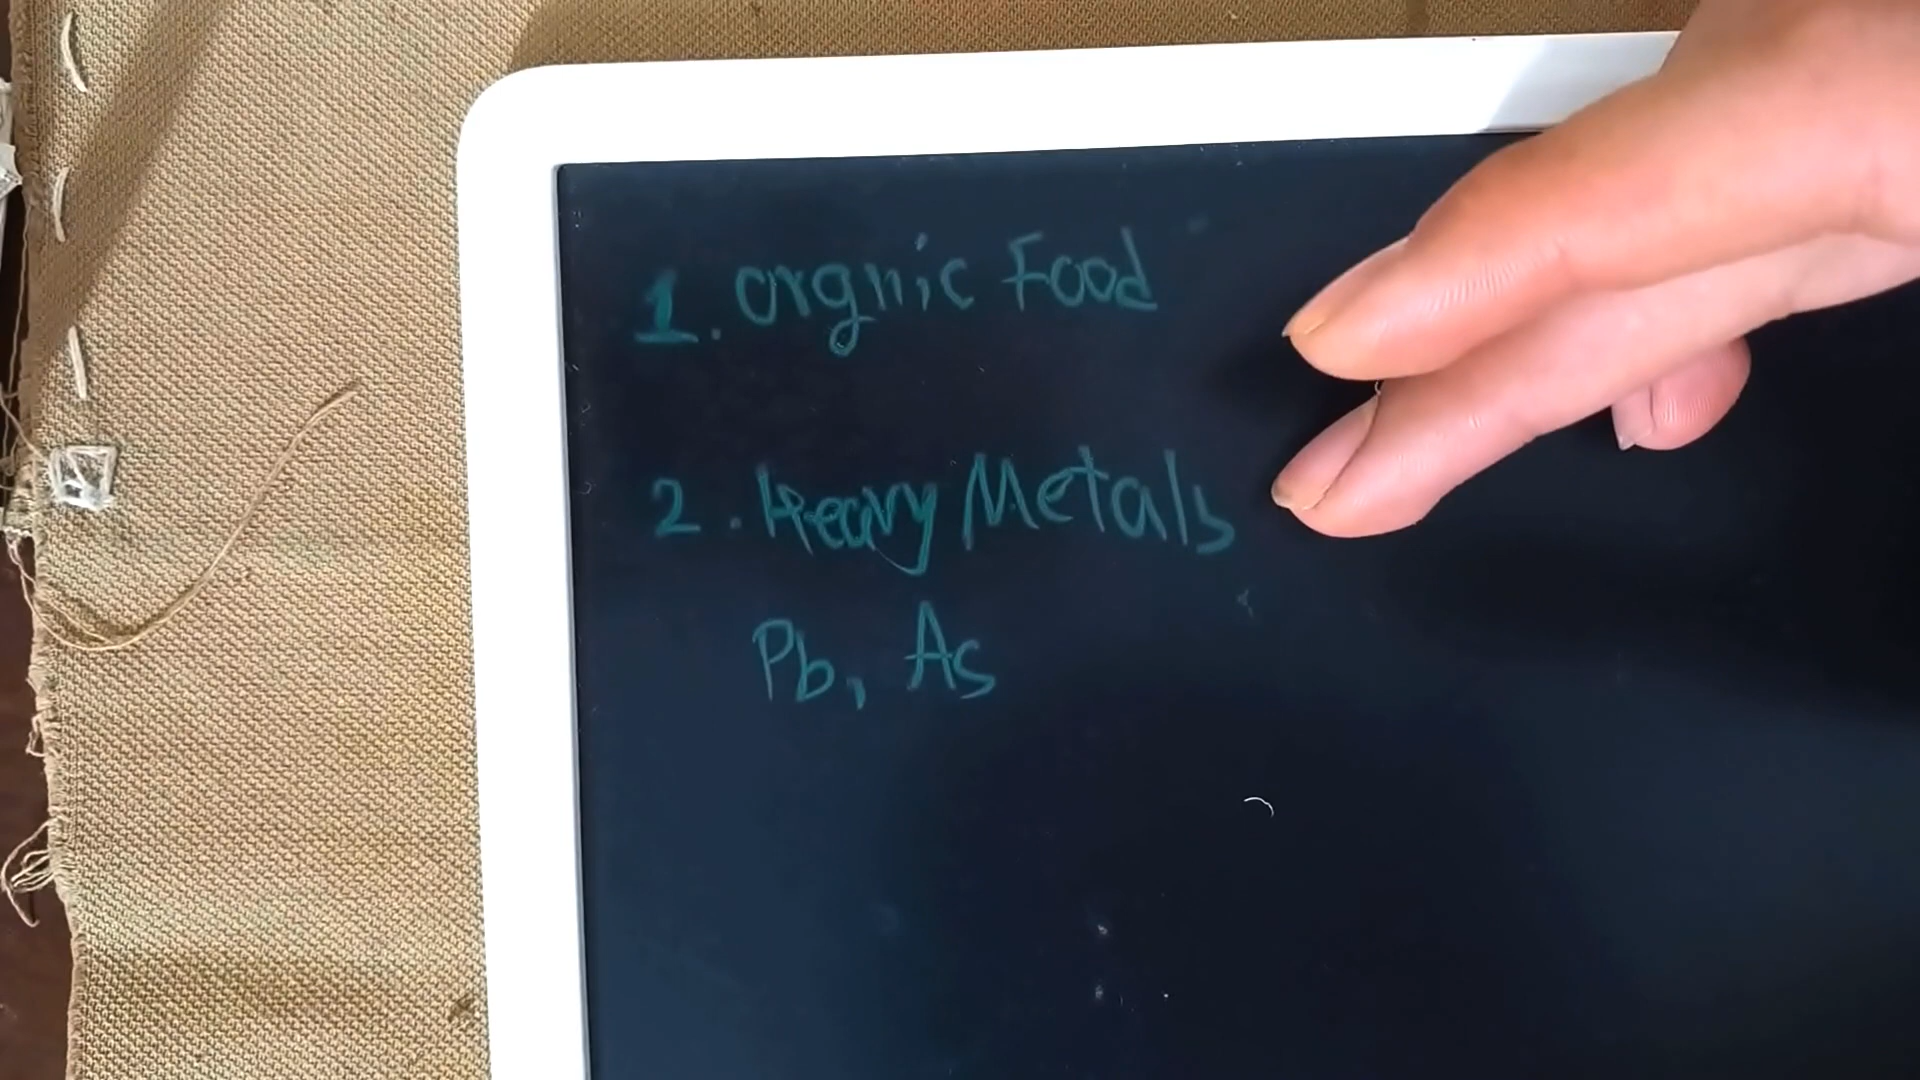 1. Orgnic Food
2. Heavy Metals
Pb, As